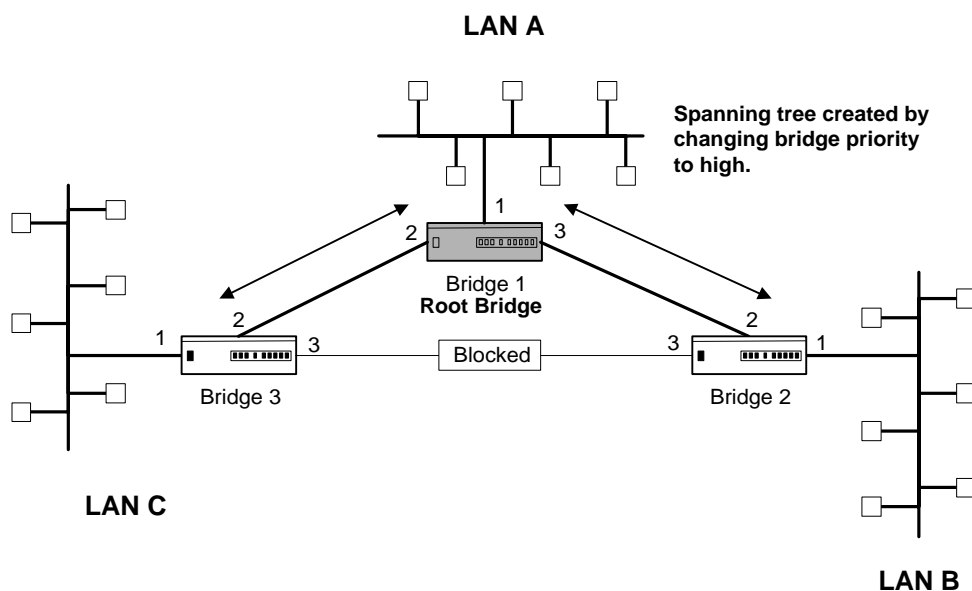 LAN A
Spanning tree created by
changing bridge priority
to high.
1
2
3
Bridge 1
Root Bridge
2
2
1
3
Blocked
3
1
Bridge 3
Bridge 2
LAN C
LAN B